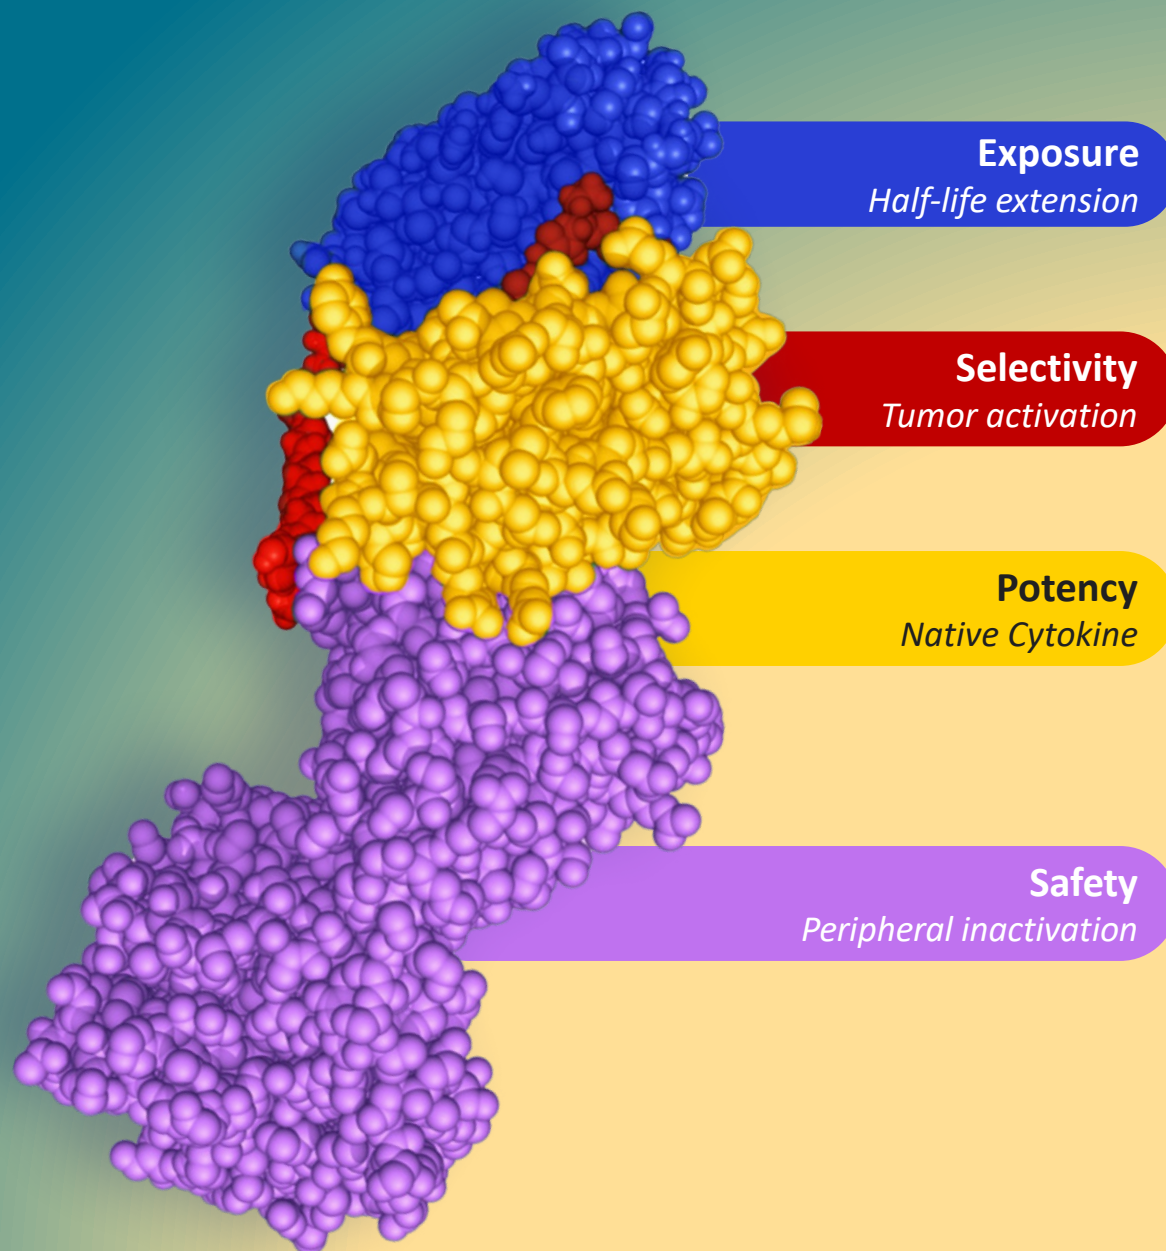 Exposure
Half-life extension
Selectivity
Tumor activation
Potency
Native Cytokine
Safety
Peripheral inactivation